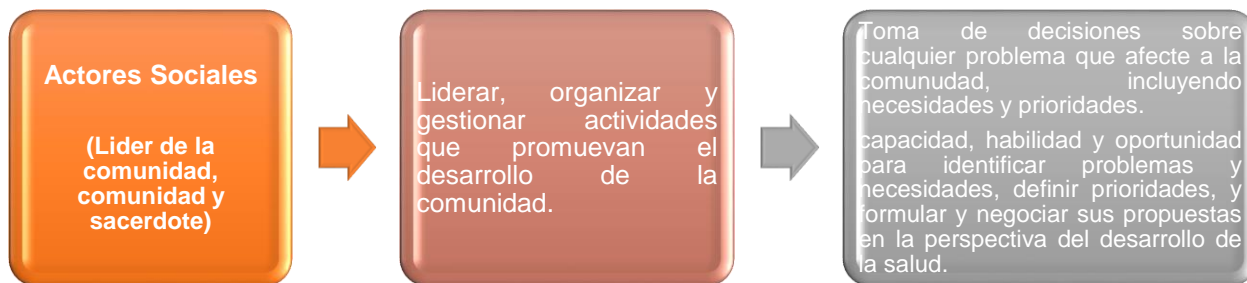 Actores Sociales
(Lider de la
comunidad,
comunidad y
sacerdote)
Liderar, organizar y
gestionar actividades
que promuevan el
desarrollo de la
comunidad.
Toma de decisiones sobre
cualquier problema que afecte a la
comunudad, incluyendo
necesidades y prioridades.
capacidad, habilidad y oportunidad
para identificar problemas y
necesidades, definir prioridades, y
formular y negociar sus propuestas
en la perspectiva del desarrollo de
la salud.